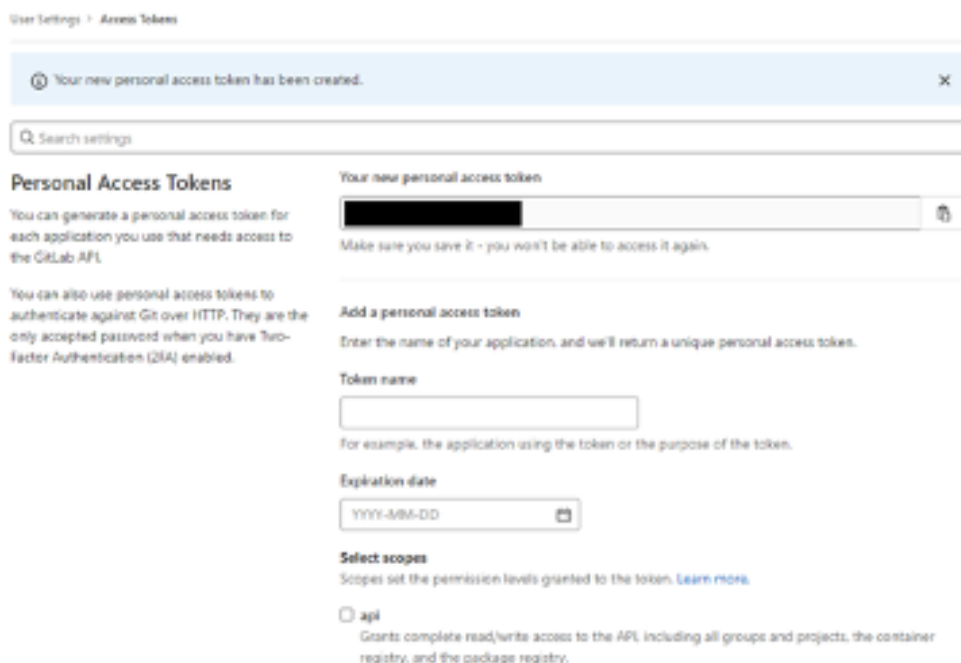 User Settings > Access Tokens
Your new personal access token has been created.
Search settings
Personal Access Tokens
You can generate a personal access token for
each application you use that needs access to
the GitLab API.
You can also use personal access tokens to
authenticate against Git over HTTP. They are the
only accepted password when you have Two-
Factor Authentication (2FA) enabled.
Your new personal access token
Make sure you save it - you won't be able to access it again.
Add a personal access token
Enter the name of your application, and we'll return a unique personal access token.
Token name
For example, the application using the token or the purpose of the token.
Expiration date
YYYY-MM-DD
Select scopes
Scopes set the permission levels granted to the token. Learn more.
api
Grants complete read/write access to the API, including all groups and projects, the container
registry, and the package registry.